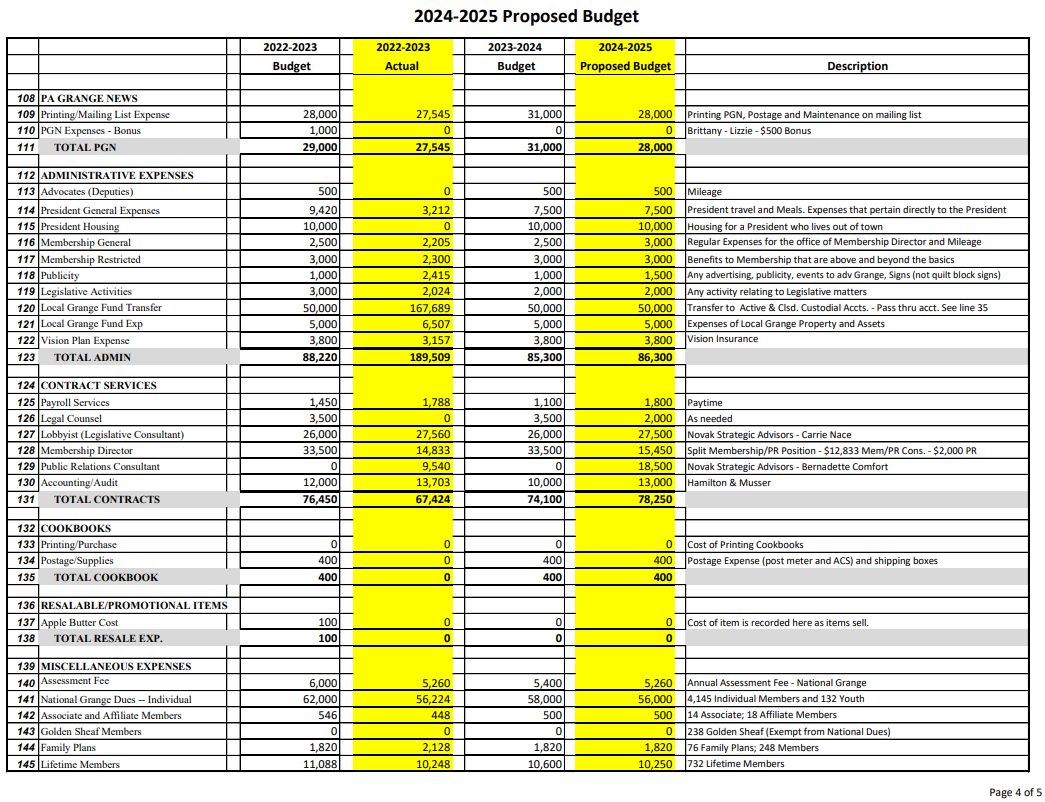 2024-2025 Proposed Budget
2022-2023 2022-2023 2023-2024 2024-2025
Budget Actual Budget Proposed Budget Description
108 PA GRANGE NEWS
109 Printing/Mailing List Expense 28,000 27,545 31,000 28,000 Printing PGN, Postage and Maintenance on mailing list
110 PGN Expenses - Bonus 1,000 0 0 0 Brittany - Lizzie - $500 Bonus
111 TOTAL PGN 29,000 27,545 31,000 28,000
112 ADMINISTRATIVE EXPENSES
113 Advocates (Deputies) 500 0 500 500 Mileage
114 President General Expenses 9,420 3,212 7,500 7,500 President travel and Meals. Expenses that pertain directly to the President
115 President Housing 10,000 0 10,000 10,000 Housing for a President who lives out of town
116 Membership General 2,500 2,205 2,500 3,000 Regular Expenses for the office of Membership Director and Mileage
117 Membership Restricted 3,000 2,300 3,000 3,000 Benefits to Membership that are above and beyond the basics
118 Publicity 1,000 2,415 1,000 1,500 Any advertising, publicity, events to adv Grange, Signs (not quilt block signs)
119 Legislative Activities 3,000 2,024 2,000 2,000 Any activity relating to Legislative matters
120 Local Grange Fund Transfer 50,000 167,689 50,000 50,000 Transfer to Active & Clsd. Custodial Accts. - Pass thru acct. See line 35
121 Local Grange Fund Exp 5,000 6,507 5,000 5,000 Expenses of Local Grange Property and Assets
122 Vision Plan Expense 3,800 3,157 3,800 3,800 Vision Insurance
123 TOTAL ADMIN 88,220 189,509 85,300 86,300
124 CONTRACT SERVICES
125 Payroll Services 1,450 1,788 1,100 1,800 Paytime
126 Legal Counsel 3,500 0 3,500 2,000 As needed
127 Lobbyist (Legislative Consultant) 26,000 27,560 26,000 27,500 Novak Strategic Advisors - Carrie Nace
128 Membership Director 33,500 14,833 33,500 15,450 Split Membership/PR Position - $12,833 Mem/PR Cons. - $2,000 PR
129 Public Relations Consultant 0 9,540 0 18,500 Novak Strategic Advisors - Bernadette Comfort
130 Accounting/Audit 12,000 13,703 10,000 13,000 Hamilton & Musser
131 TOTAL CONTRACTS 76,450 67,424 74,100 78,250
132 COOKBOOKS
133 Printing/Purchase 0 0 0 0 Cost of Printing Cookbooks
134 Postage/Supplies 400 0 400 400 Postage Expense (post meter and ACS) and shipping boxes
135 TOTAL COOKBOOK 400 0 400 400
136 RESALABLE/PROMOTIONAL ITEMS
137 Apple Butter Cost 100 0 0 0 Cost of item is recorded here as items sell.
138 TOTAL RESALE EXP. 100 0 0 0
139 MISCELLANEOUS EXPENSES
140 Assessment Fee 6,000 5,260 5,400 5,260 Annual Assessment Fee - National Grange
141 National Grange Dues -- Individual 62,000 56,224 58,000 56,000 4,145 Individual Members and 132 Youth
142 Associate and Affiliate Members 546 448 500 500 14 Associate; 18 Affiliate Members
143 Golden Sheaf Members 0 0 0 0 238 Golden Sheaf (Exempt from National Dues)
144 Family Plans 1,820 2,128 1,820 1,820 76 Family Plans; 248 Members
145 Lifetime Members 11,088 10,248 10,600 10,250 732 Lifetime Members
Page 4 of 5